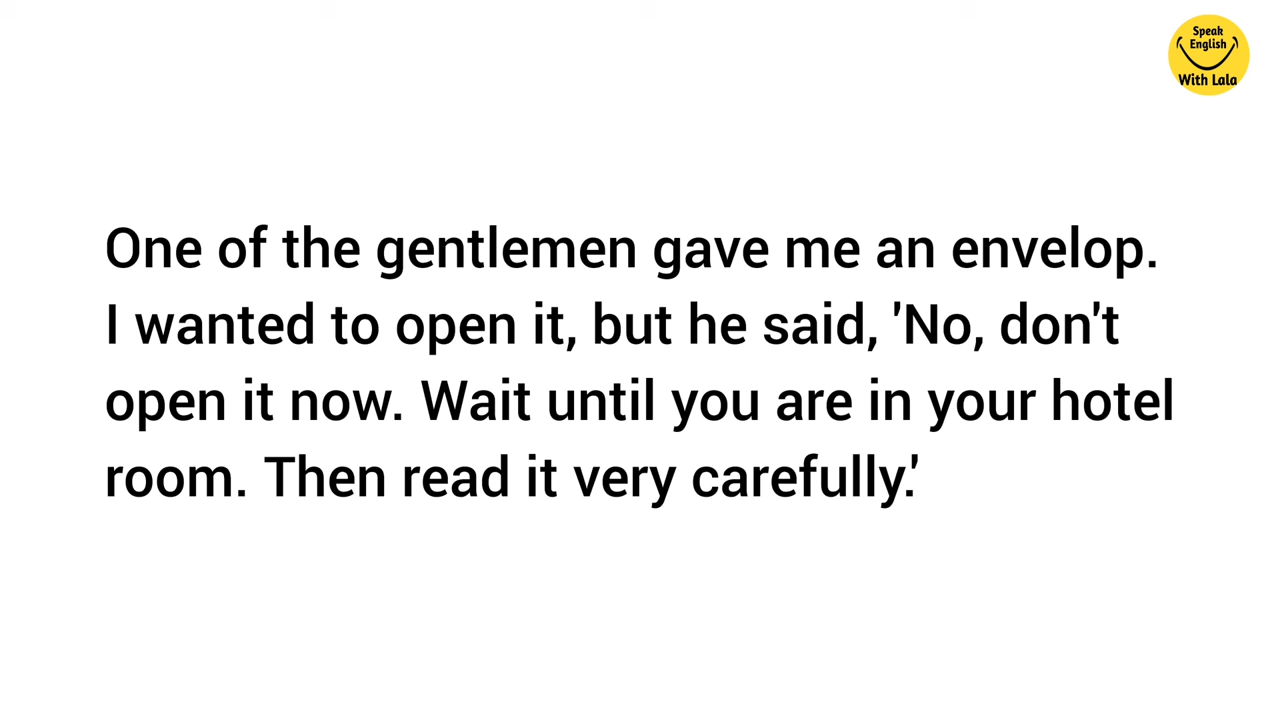 Speak
English
With Lala
One of the gentlemen gave me an envelop.
I wanted to open it, but he said, 'No, don't
open it now. Wait until you are in your hotel
room. Then read it very carefully.'